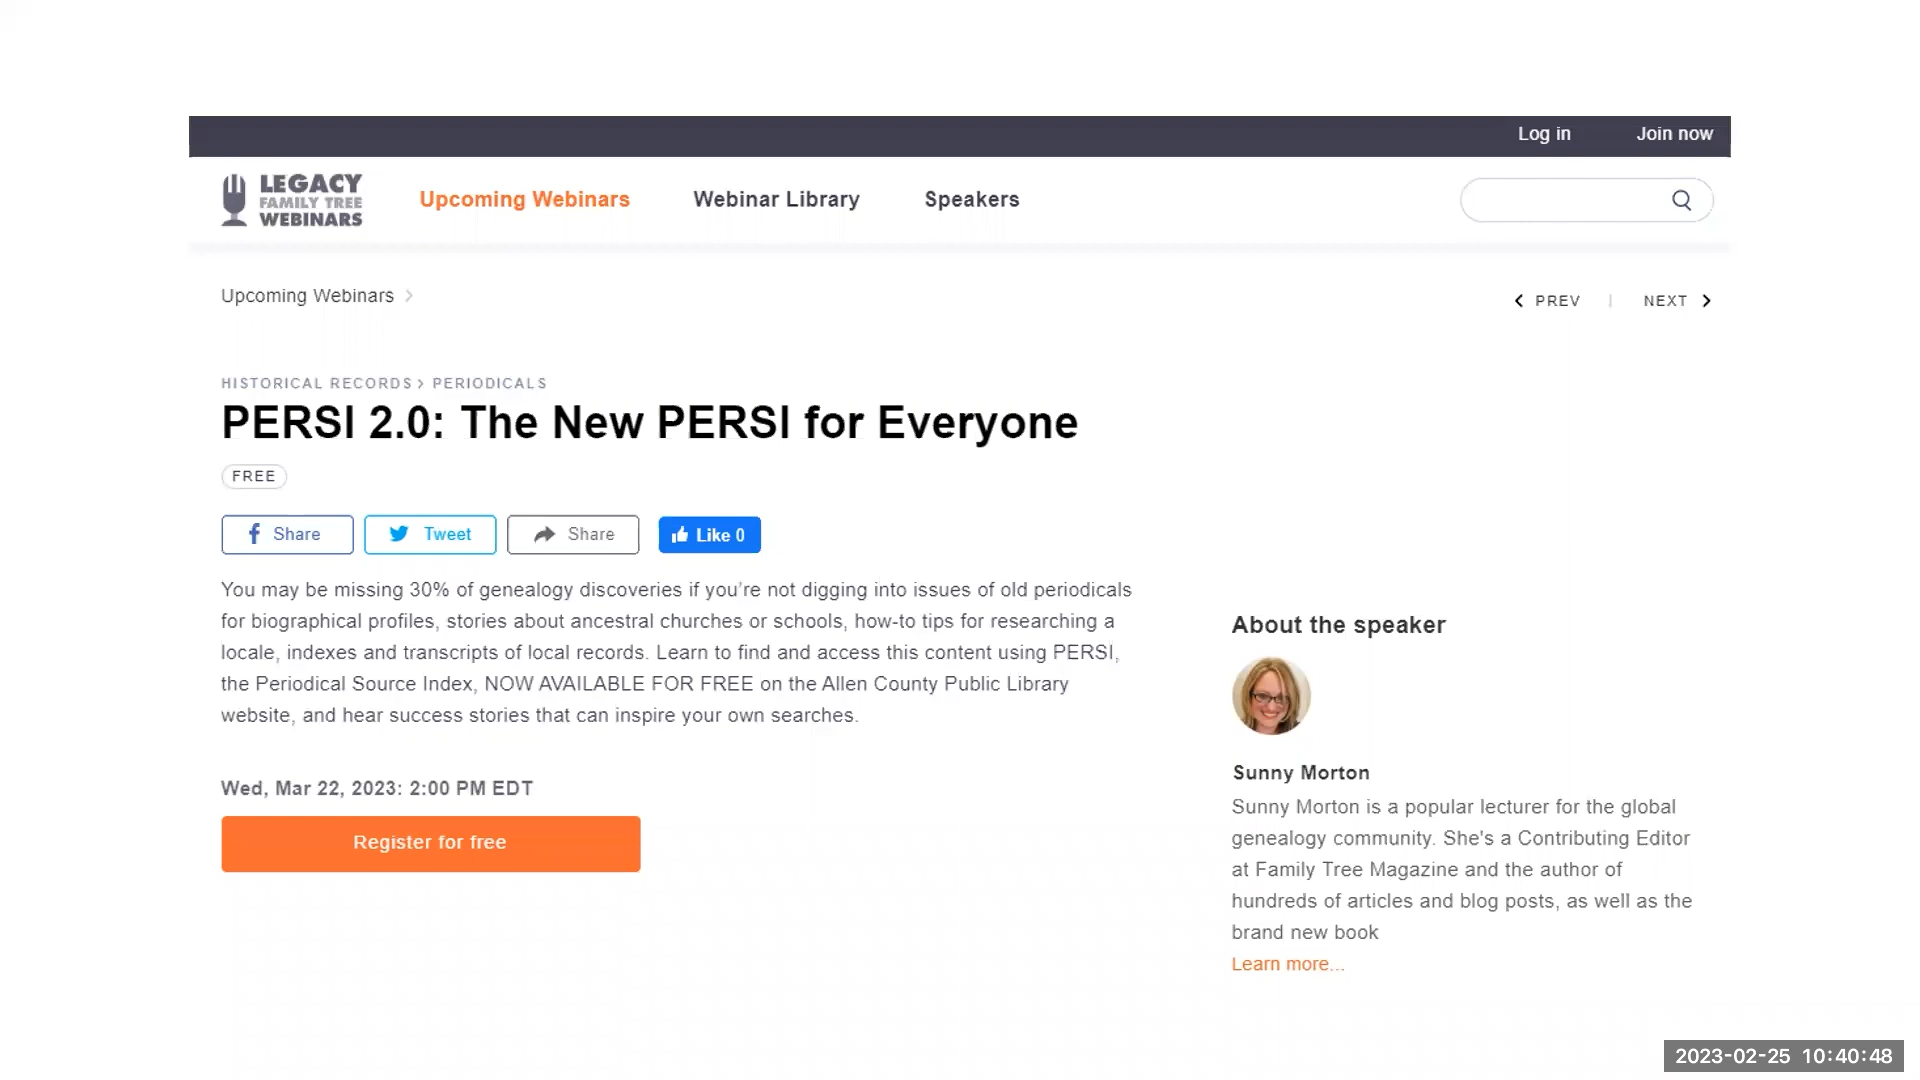 Log in Join now
LEGACY
FAMILY TREE
WEBINARS
Upcoming Webinars Webinar Library Speakers
Upcoming Webinars >
< PREV | NEXT >
HISTORICAL RECORDS > PERIODICALS
PERSI 2.0: The New PERSI for Everyone
FREE
Share Tweet Share Like 0
You may be missing 30% of genealogy discoveries if you're not digging into issues of old periodicals
for biographical profiles, stories about ancestral churches or schools, how-to tips for researching a
locale, indexes and transcripts of local records. Learn to find and access this content using PERSI,
the Periodical Source Index, NOW AVAILABLE FOR FREE on the Allen County Public Library
website, and hear success stories that can inspire your own searches.
Wed, Mar 22, 2023: 2:00 PM EDT
Register for free
About the speaker
Sunny Morton
Sunny Morton is a popular lecturer for the global
genealogy community. She's a Contributing Editor
at Family Tree Magazine and the author of
hundreds of articles and blog posts, as well as the
brand new book
Learn more...
2023-02-25 10:40:48